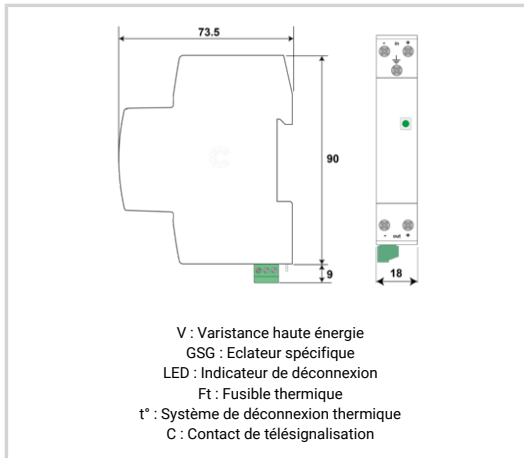 73.5
- in +
90
- out +
9
18
V : Varistance haute énergie
GSG : Eclateur spécifique
LED : Indicateur de déconnexion
Ft : Fusible thermique
t° : Système de déconnexion thermique
C : Contact de télésignalisation